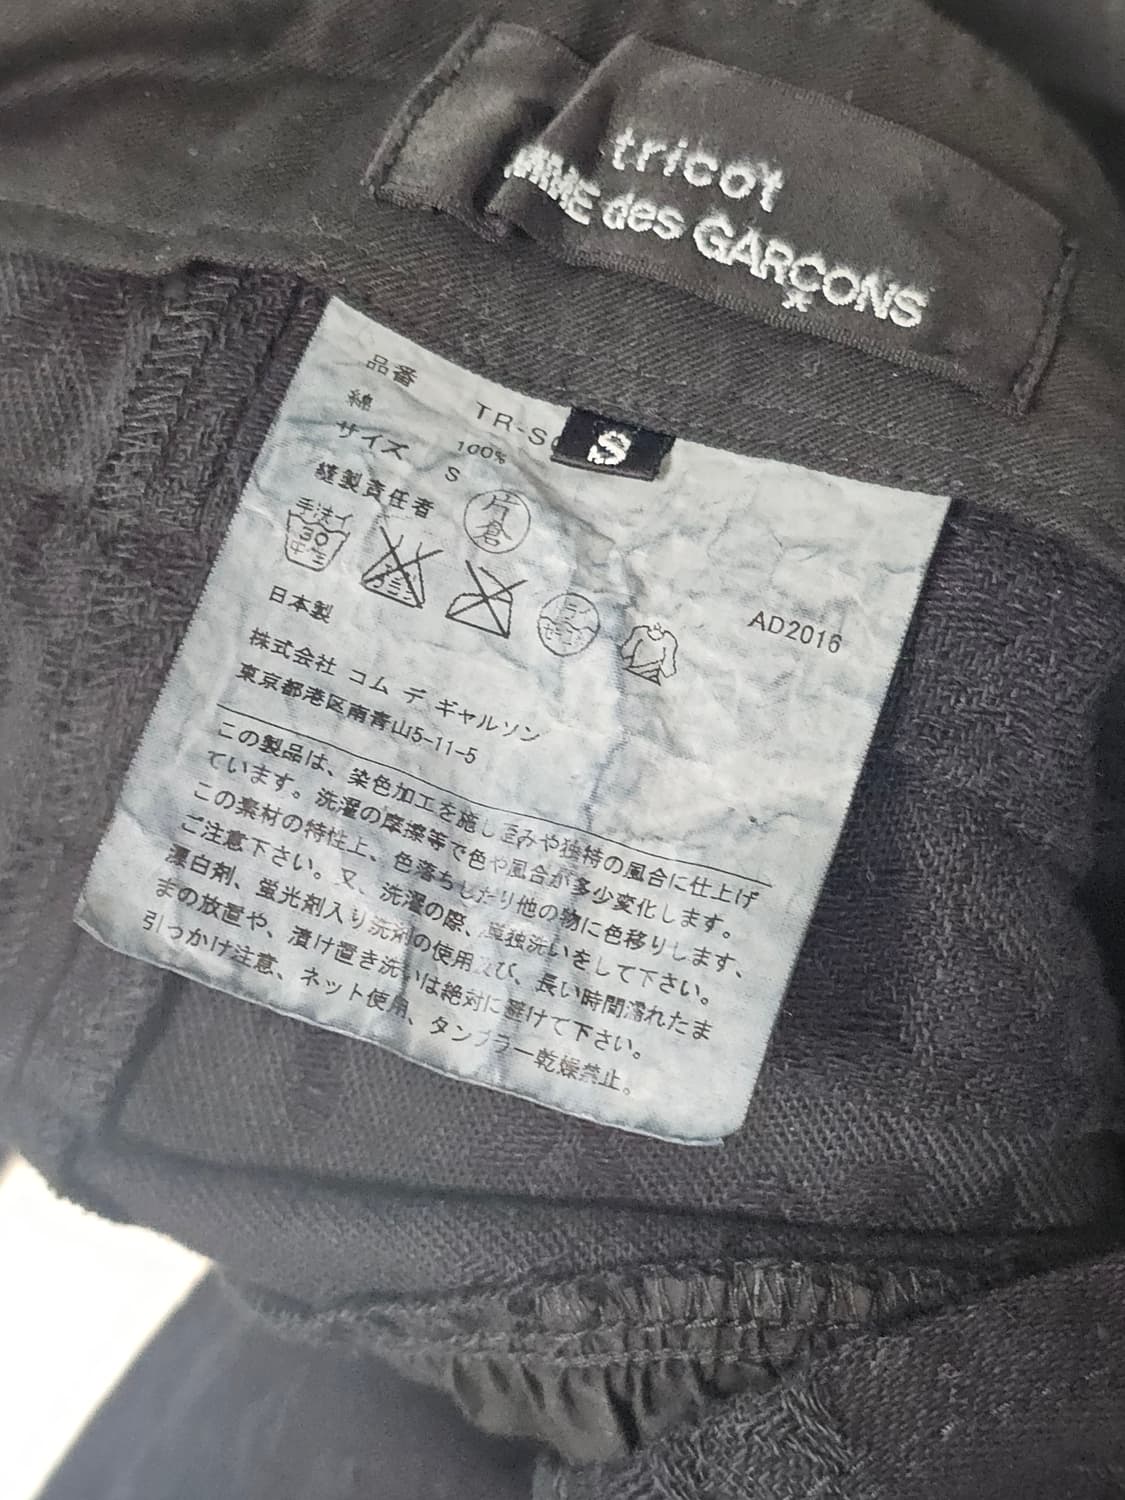 tricot
MME des GARÇONS
品番 TR-S
S
綿 100%
サイズ S
縫製責任者 片倉
手洗イ
30
中性
日本製
AD2016
株式会社 コム デ ギャルソン
東京都港区南青山5-11-5
この製品は、染色加工を施し歪みや独特の風合に仕上げ
ています。洗濯の摩擦等で色や風合が多少変化します。
この素材の特性上、色落ちしたり他の物に色移りします、
ご注意下さい。又、洗濯の際、単独洗いをして下さい。
漂白剤、蛍光剤入り洗剤の使用及び、長い時間濡れたま
まの放置や、漬け置き洗いは絶対に避けて下さい。
引っかけ注意、ネット使用、タンブラー乾燥禁止。